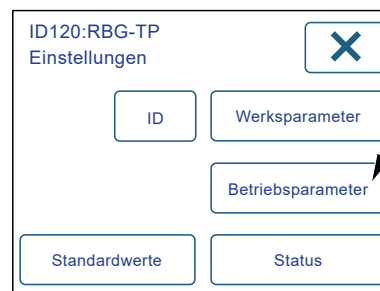 ID120:RBG-TP
Einstellungen
ID
Werksparameter
Betriebsparameter
Standardwerte
Status